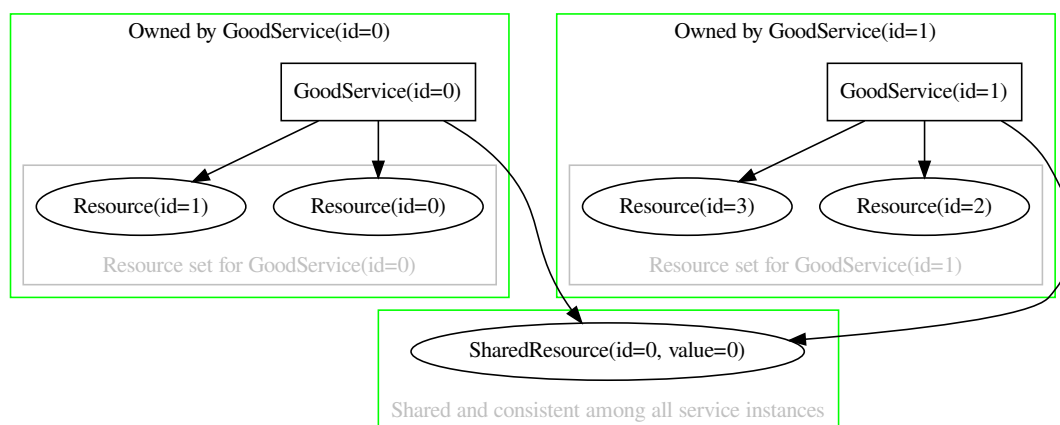 Owned by GoodService(id=0)
Owned by GoodService(id=1)
GoodService(id=0)
GoodService(id=1)
Resource(id=1)
Resource(id=0)
Resource(id=3)
Resource(id=2)
Resource set for GoodService(id=0)
Resource set for GoodService(id=1)
SharedResource(id=0, value=0)
Shared and consistent among all service instances